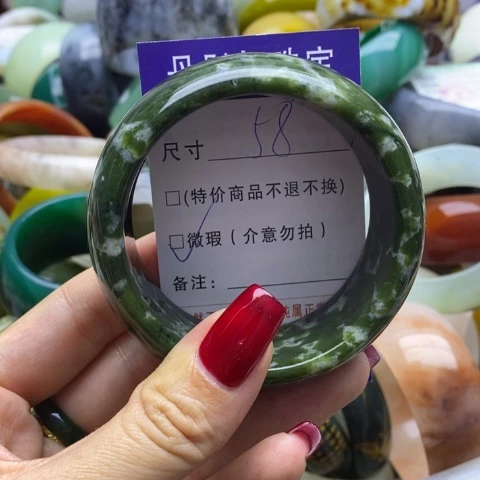 尺寸 58
□(特价商品不退不换)
☑微瑕(介意勿拍)
备注: